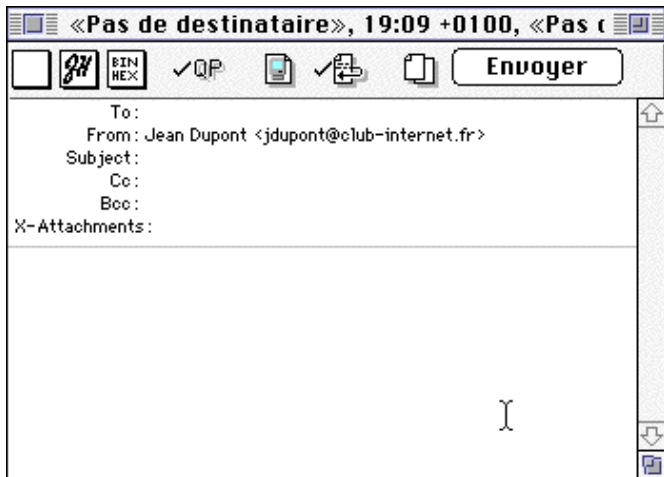 «Pas de destinataire», 19:09 +0100, «Pas
JH BIN HEX ✓QP Envoyer
To:
From: Jean Dupont <jdupont@club-internet.fr>
Subject:
Cc:
Bcc:
X-Attachments: